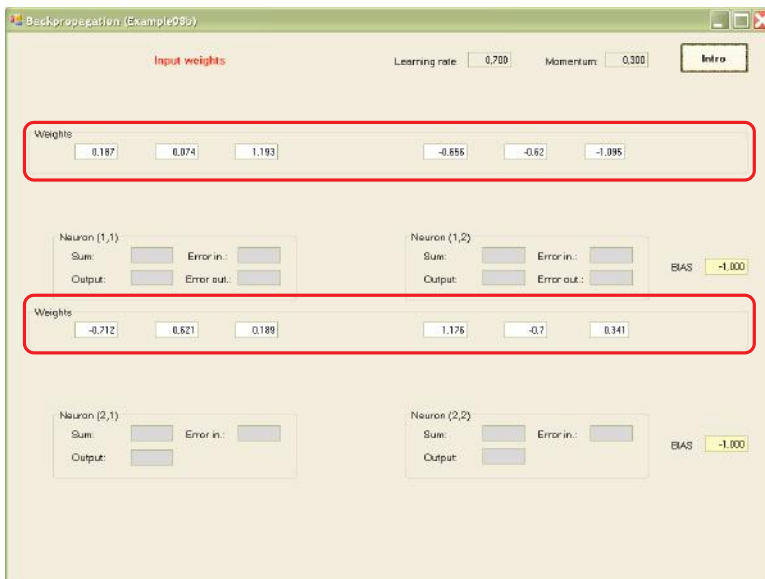 Backpropagation (Example08b)
Input weights Learning rate 0,700 Momentum: 0,300 Intro
Weights
0.187 0.074 1.193 -0.656 -0.62 -1.095
Neuron (1,1) Neuron (1,2)
Sum: Error in.: Sum: Error in.:
BIAS -1,000
Output: Error out.: Output: Error out.:
Weights
-0.712 0.621 0.189 1.176 -0.7 0.341
Neuron (2,1) Neuron (2,2)
Sum: Error in.: Sum: Error in.:
BIAS -1.000
Output: Output: